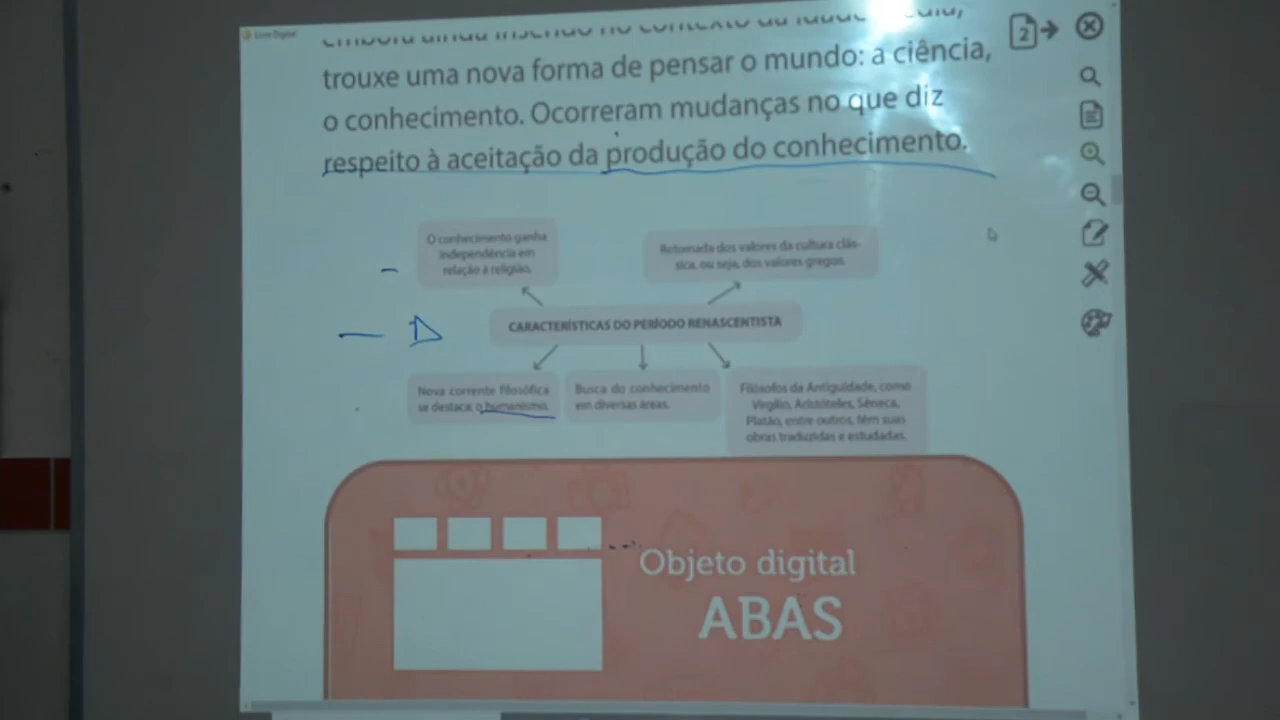 Livro Digital
trouxe uma nova forma de pensar o mundo: a ciência,
o conhecimento. Ocorreram mudanças no que diz
respeito à aceitação da produção do conhecimento.
O conhecimento ganha
independência em
relação à religião.
Retomada dos valores da cultura clás-
sica, ou seja, dos valores gregos.
CARACTERÍSTICAS DO PERÍODO RENASCENTISTA
Nova corrente filosófica
se destaca: o humanismo.
Busca do conhecimento
em diversas áreas.
Filósofos da Antiguidade, como
Virgílio, Aristóteles, Sêneca,
Platão, entre outros, têm suas
obras traduzidas e estudadas.
Objeto digital
ABAS
2